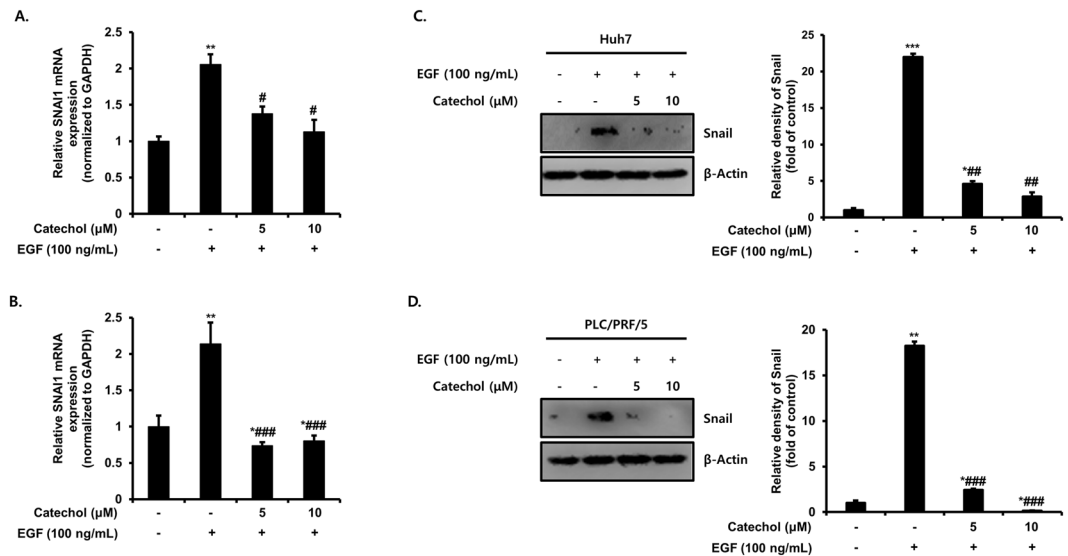 A.
Relative SNAI1 mRNA
expression
(normalized to GAPDH)
2.5
2
1.5
1
0.5
0
**
#
#
Catechol (μM) - - 5 10
EGF (100 ng/mL) - + + +
B.
Relative SNAI1 mRNA
expression
(normalized to GAPDH)
2.5
2
1.5
1
0.5
0
**
*###
*###
Catechol (μM) - - 5 10
EGF (100 ng/mL) - + + +
C.
Huh7
EGF (100 ng/mL) - + + +
Catechol (μM) - - 5 10
Snail
β-Actin
Relative density of Snail
(fold of control)
25
20
15
10
5
0
***
*##
##
Catechol (μM) - - 5 10
EGF (100 ng/mL) - + + +
D.
PLC/PRF/5
EGF (100 ng/mL) - + + +
Catechol (μM) - - 5 10
Snail
β-Actin
Relative density of Snail
(fold of control)
20
15
10
5
0
**
*###
*###
Catechol (μM) - - 5 10
EGF (100 ng/mL) - + + +